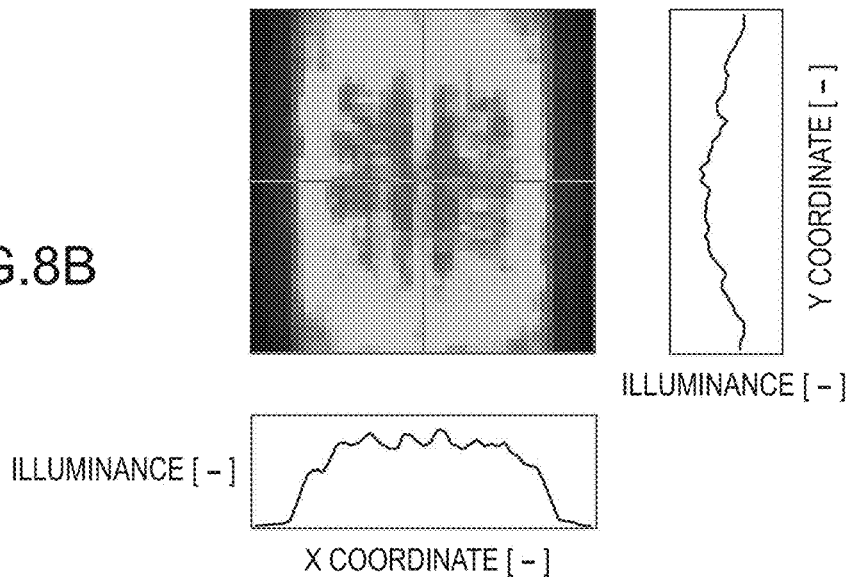 G.8B
Y COORDINATE [ – ]
ILLUMINANCE [ – ]
ILLUMINANCE [ – ]
X COORDINATE [ – ]